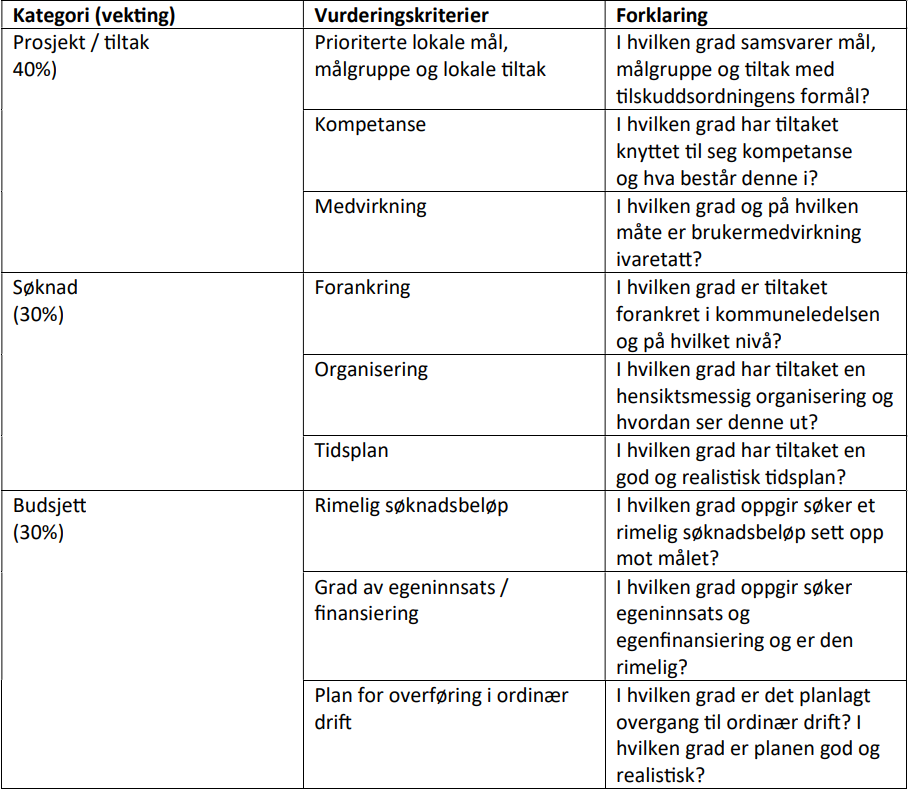 Kategori (vekting) Vurderingskriterier Forklaring
Prosjekt / tiltak
40%)
Prioriterte lokale mål,
målgruppe og lokale tiltak
I hvilken grad samsvarer mål,
målgruppe og tiltak med
tilskuddsordningens formål?
Kompetanse
I hvilken grad har tiltaket
knyttet til seg kompetanse
og hva består denne i?
Medvirkning
I hvilken grad og på hvilken
måte er brukermedvirkning
ivaretatt?
Søknad
(30%)
Forankring
I hvilken grad er tiltaket
forankret i kommuneledelsen
og på hvilket nivå?
Organisering
I hvilken grad har tiltaket en
hensiktsmessig organisering og
hvordan ser denne ut?
Tidsplan
I hvilken grad har tiltaket en
god og realistisk tidsplan?
Budsjett
(30%)
Rimelig søknadsbeløp
I hvilken grad oppgir søker et
rimelig søknadsbeløp sett opp
mot målet?
Grad av egeninnsats /
finansiering
I hvilken grad oppgir søker
egeninnsats og
egenfinansiering og er den
rimelig?
Plan for overføring i ordinær
drift
I hvilken grad er det planlagt
overgang til ordinær drift? I
hvilken grad er planen god og
realistisk?